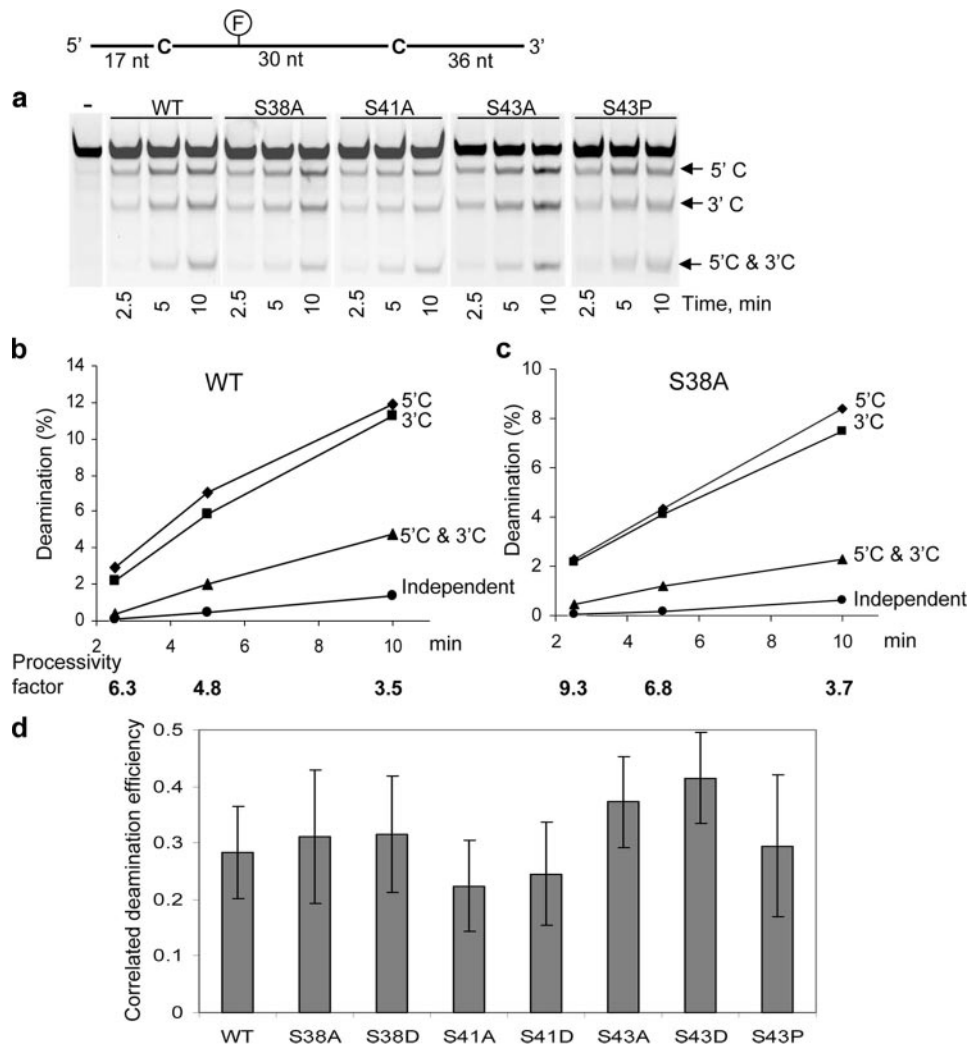 F
5’ C C 3’
17 nt 30 nt 36 nt
a
- WT S38A S41A S43A S43P
5’ C
3’ C
5’C & 3’C
2.5 5 10 2.5 5 10 2.5 5 10 2.5 5 10 2.5 5 10 Time, min
b
WT
Deamination (%)
14
12
10
8
6
4
2
0
5’C
3’C
5’C & 3’C
Independent
2 4 6 8 10 min
c
S38A
Deamination (%)
10
8
6
4
2
0
5’C
3’C
5’C & 3’C
Independent
2 4 6 8 10 min
Processivity
factor
6.3 4.8 3.5 9.3 6.8 3.7
d
Correlated deamination efficiency
0.5
0.4
0.3
0.2
0.1
0
WT S38A S38D S41A S41D S43A S43D S43P